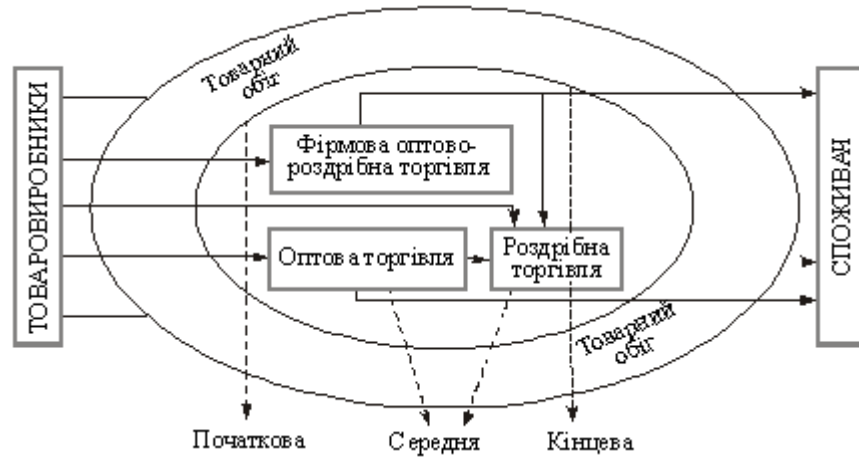 Товарний
обіг
ТОВАРОВИРОБНИКИ
Фірмова оптово-
роздрібна торгівля
Оптова торгівля
Роздрібна
торгівля
СПОЖИВАЧ
Товарний
обіг
Початкова
Середня
Кінцева